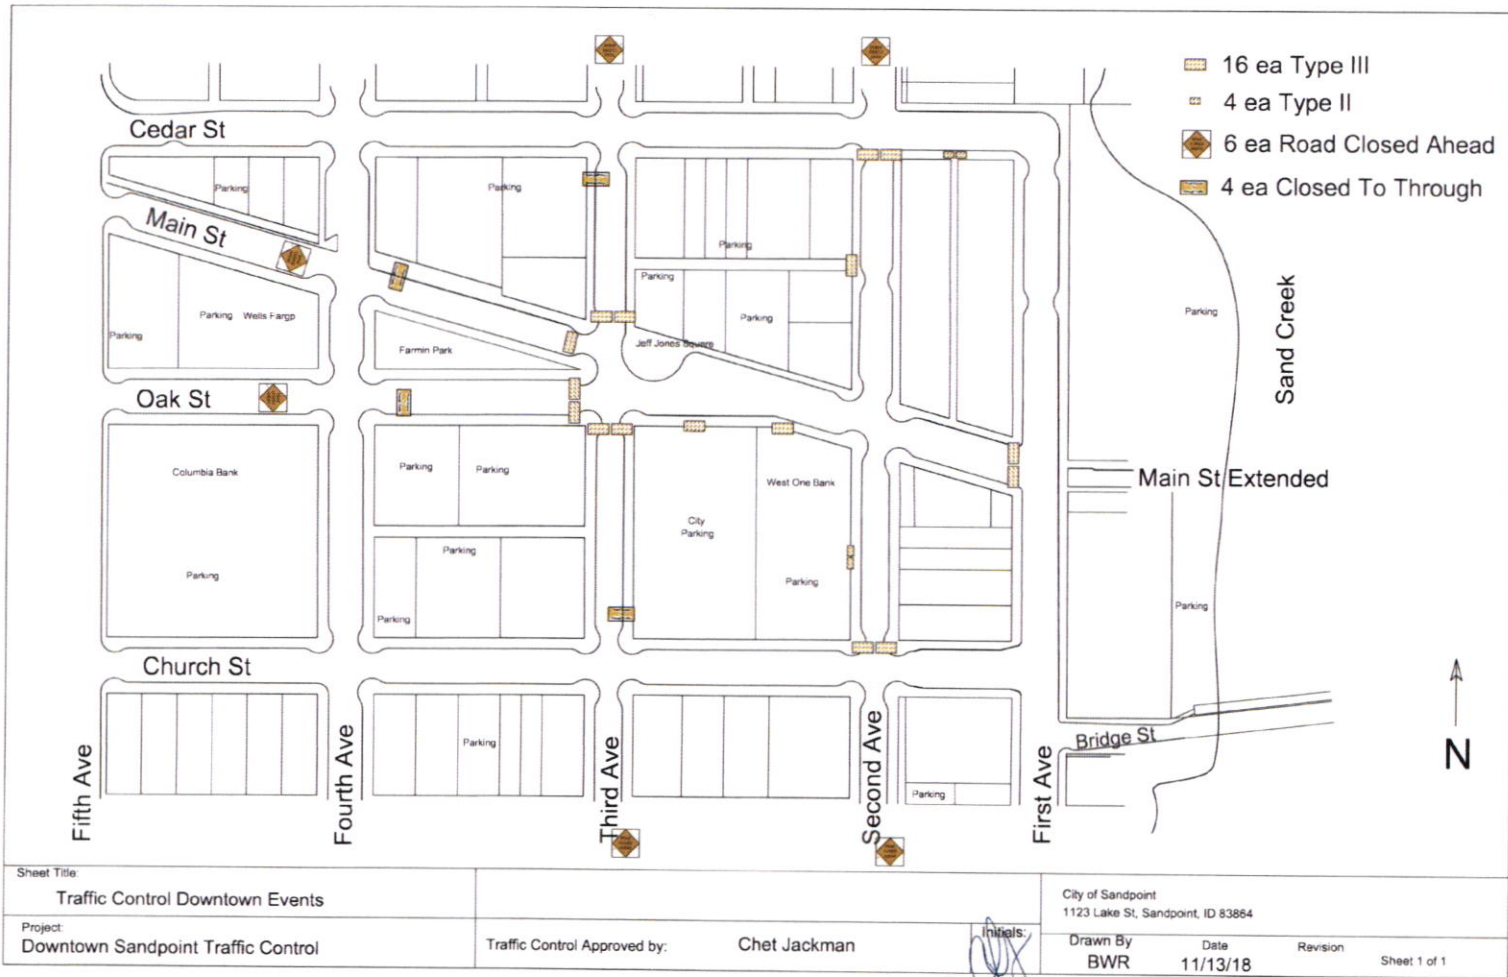 16 ea Type III
4 ea Type II
6 ea Road Closed Ahead
4 ea Closed To Through
Cedar St
Parking
Parking
Main St
Parking
Parking
Parking
Sand Creek
Parking
Parking Wells Fargp
Parking
Parking
Farmin Park
Jeff Jones Square
Oak St
Columbia Bank
Parking
Parking
West One Bank
Main St Extended
City
Parking
Parking
Parking
Parking
Parking
Parking
Church St
Parking
Bridge St
N
Parking
Fifth Ave
Fourth Ave
Third Ave
Second Ave
First Ave
Sheet Title:
Traffic Control Downtown Events
Project:
Downtown Sandpoint Traffic Control
Traffic Control Approved by: Chet Jackman
Initials:
City of Sandpoint
1123 Lake St, Sandpoint, ID 83864
Drawn By
BWR
Date
11/13/18
Revision
Sheet 1 of 1